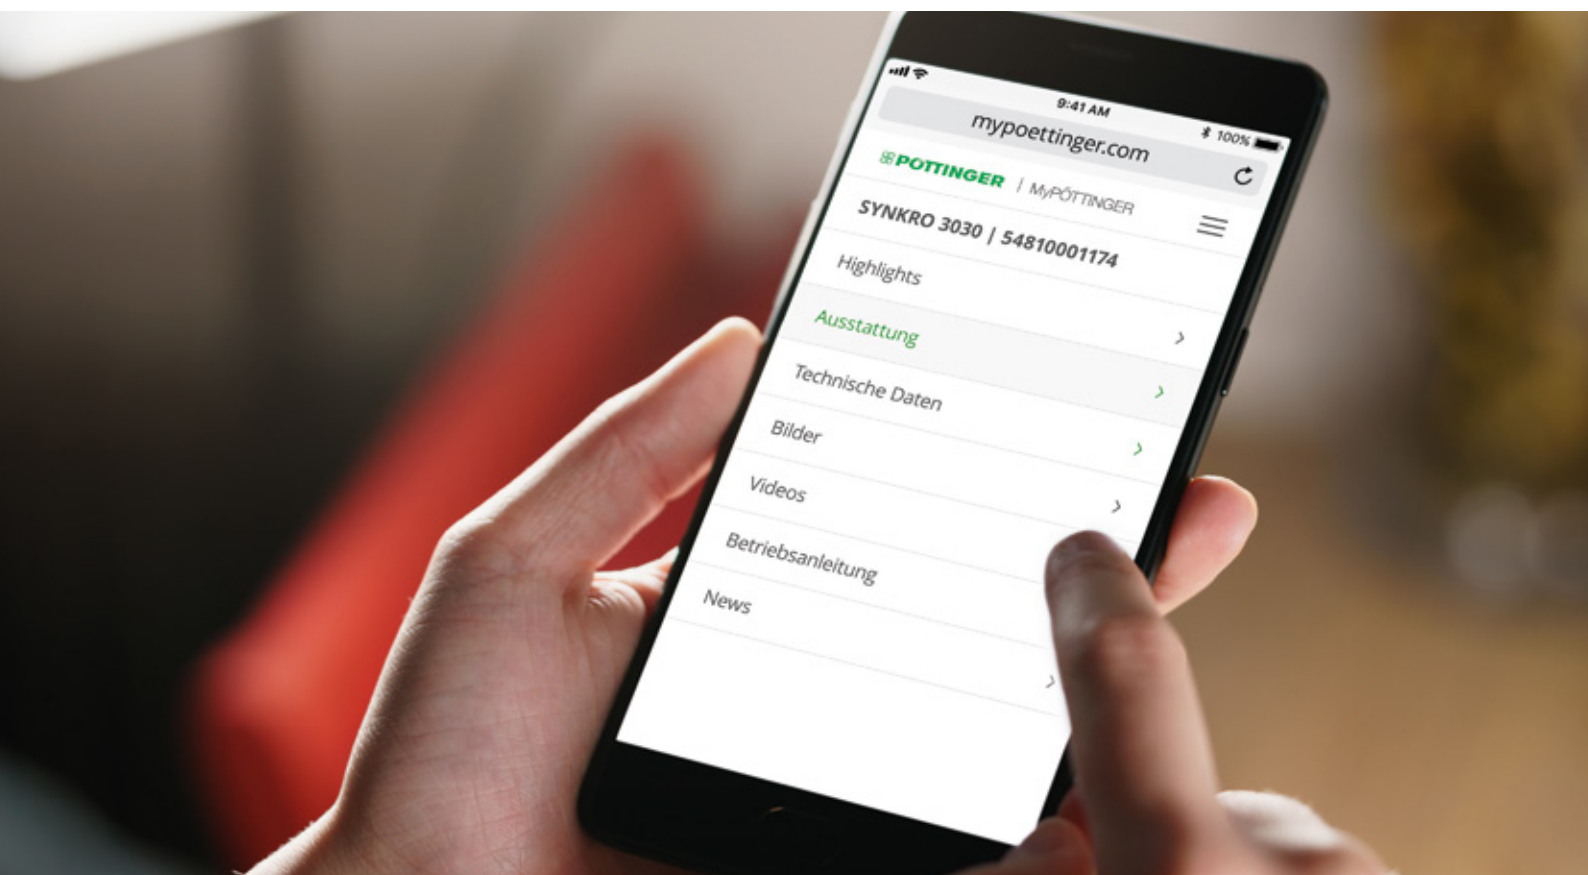 9:41 AM
100%
mypoettinger.com
PÖTTINGER | MyPÖTTINGER
SYNKRO 3030 | 54810001174
Highlights
Ausstattung
Technische Daten
Bilder
Videos
Betriebsanleitung
News